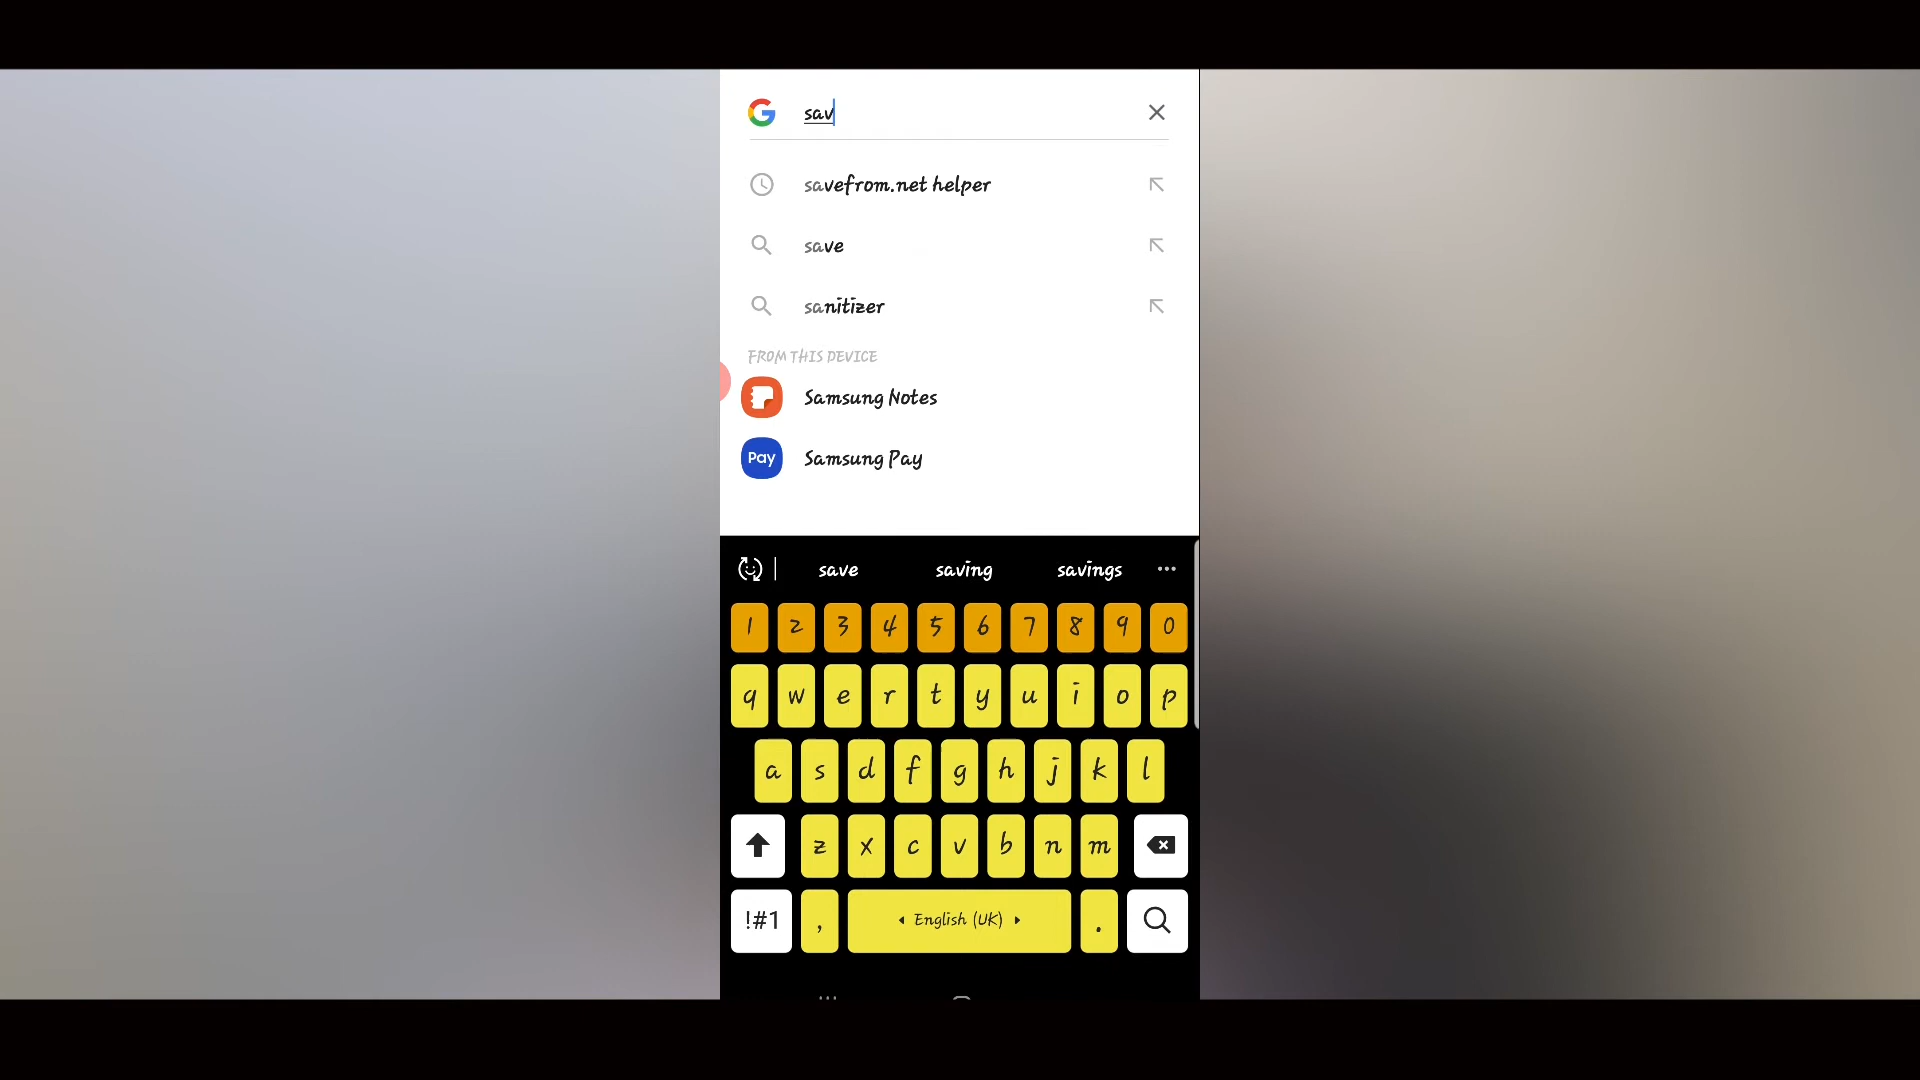 sav
savefrom.net helper
save
sanitizer
FROM THIS DEVICE
Samsung Notes
Pay Samsung Pay
save saving savings
1 2 3 4 5 6 7 8 9 0
q w e r t y u i o p
a s d f g h j k l
z x c v b n m
!#1 , English (UK) .